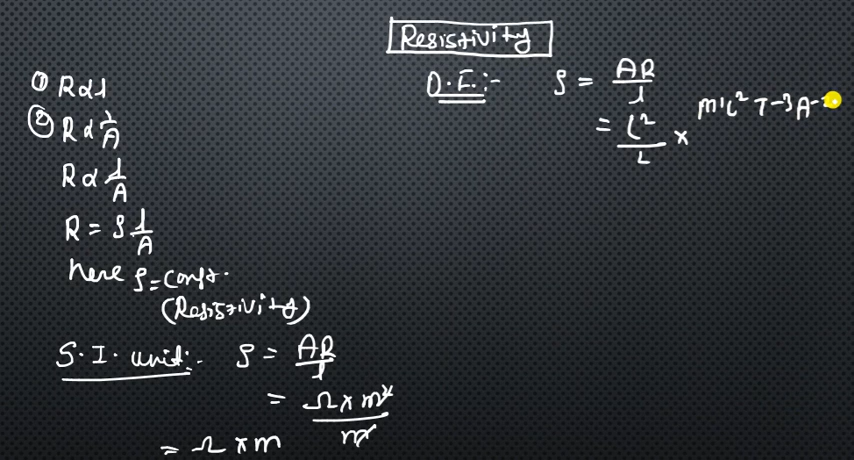 Resistivity
① R α l
② R α 1/A
R α l/A
R = ρ l/A
here ρ = const.
(Resistivity)
S.I. unit:- ρ = AR/l
= Ω x m²/m
= Ω x m
D.F.:- ρ = AR/l
= L²/L x M¹L²T-3A-2